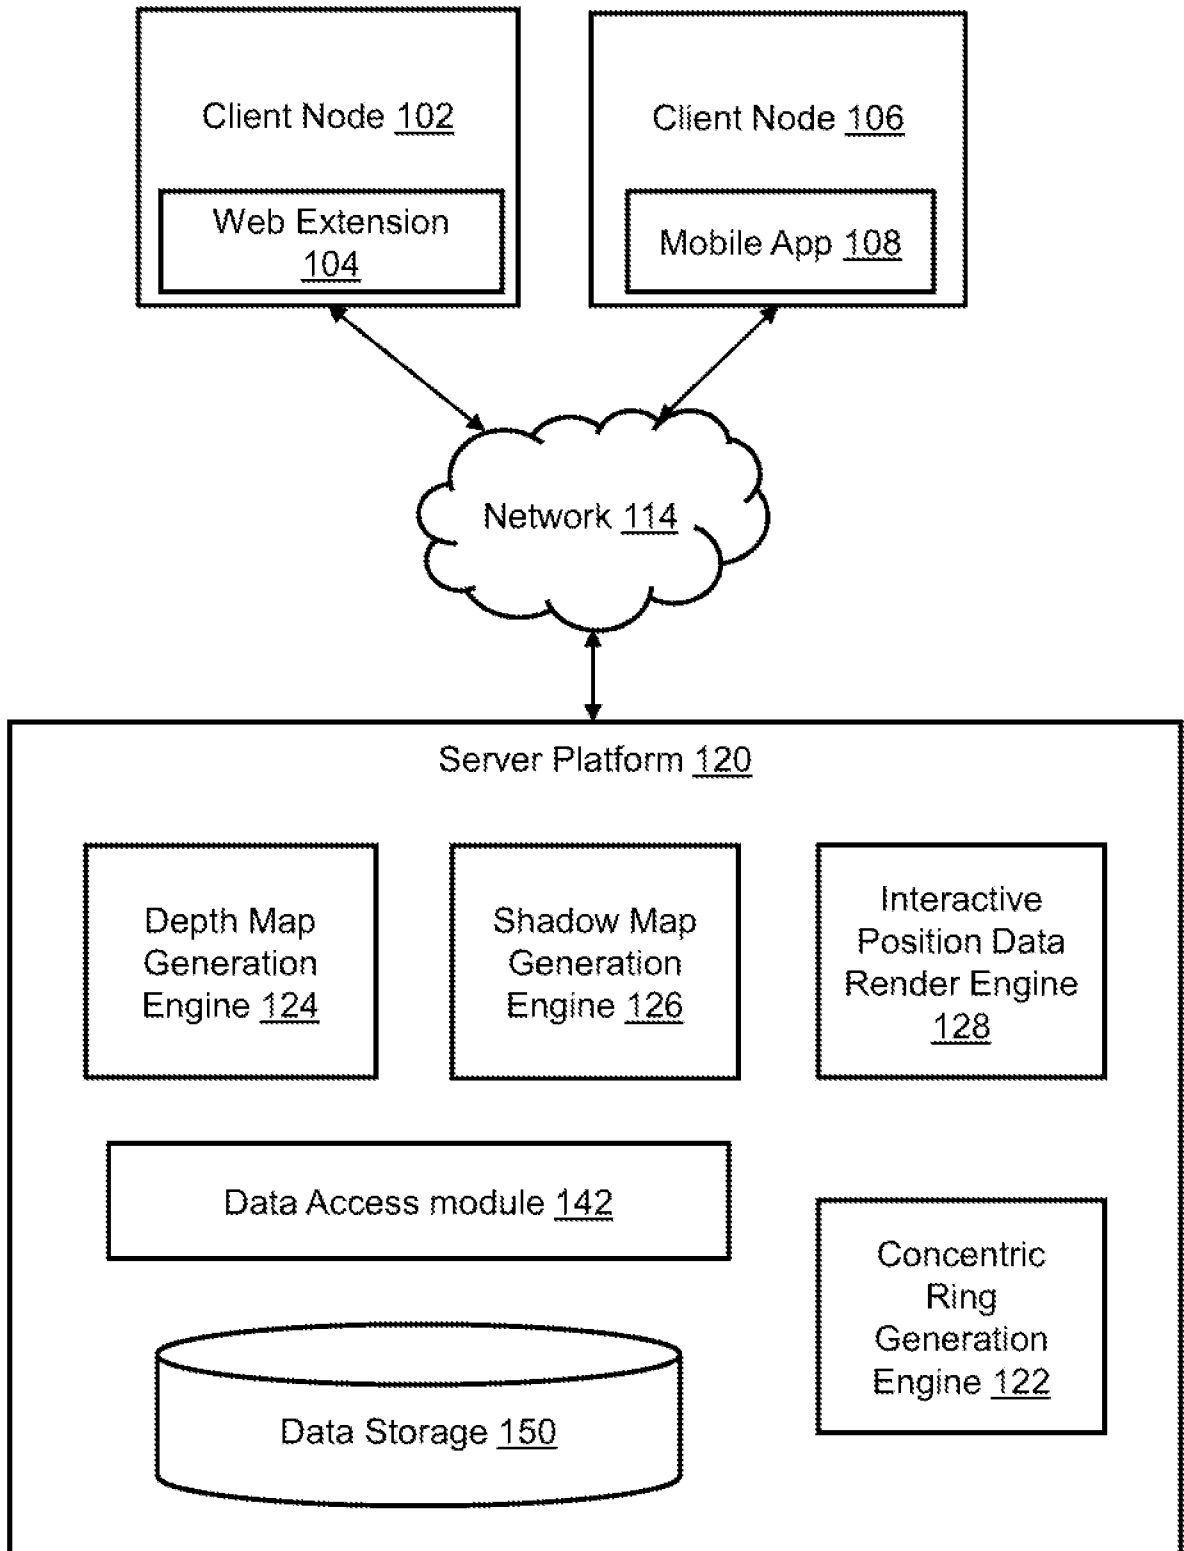 Client Node 102
Web Extension
104
Client Node 106
Mobile App 108
Network 114
Server Platform 120
Depth Map
Generation
Engine 124
Shadow Map
Generation
Engine 126
Interactive
Position Data
Render Engine
128
Data Access module 142
Concentric
Ring
Generation
Engine 122
Data Storage 150